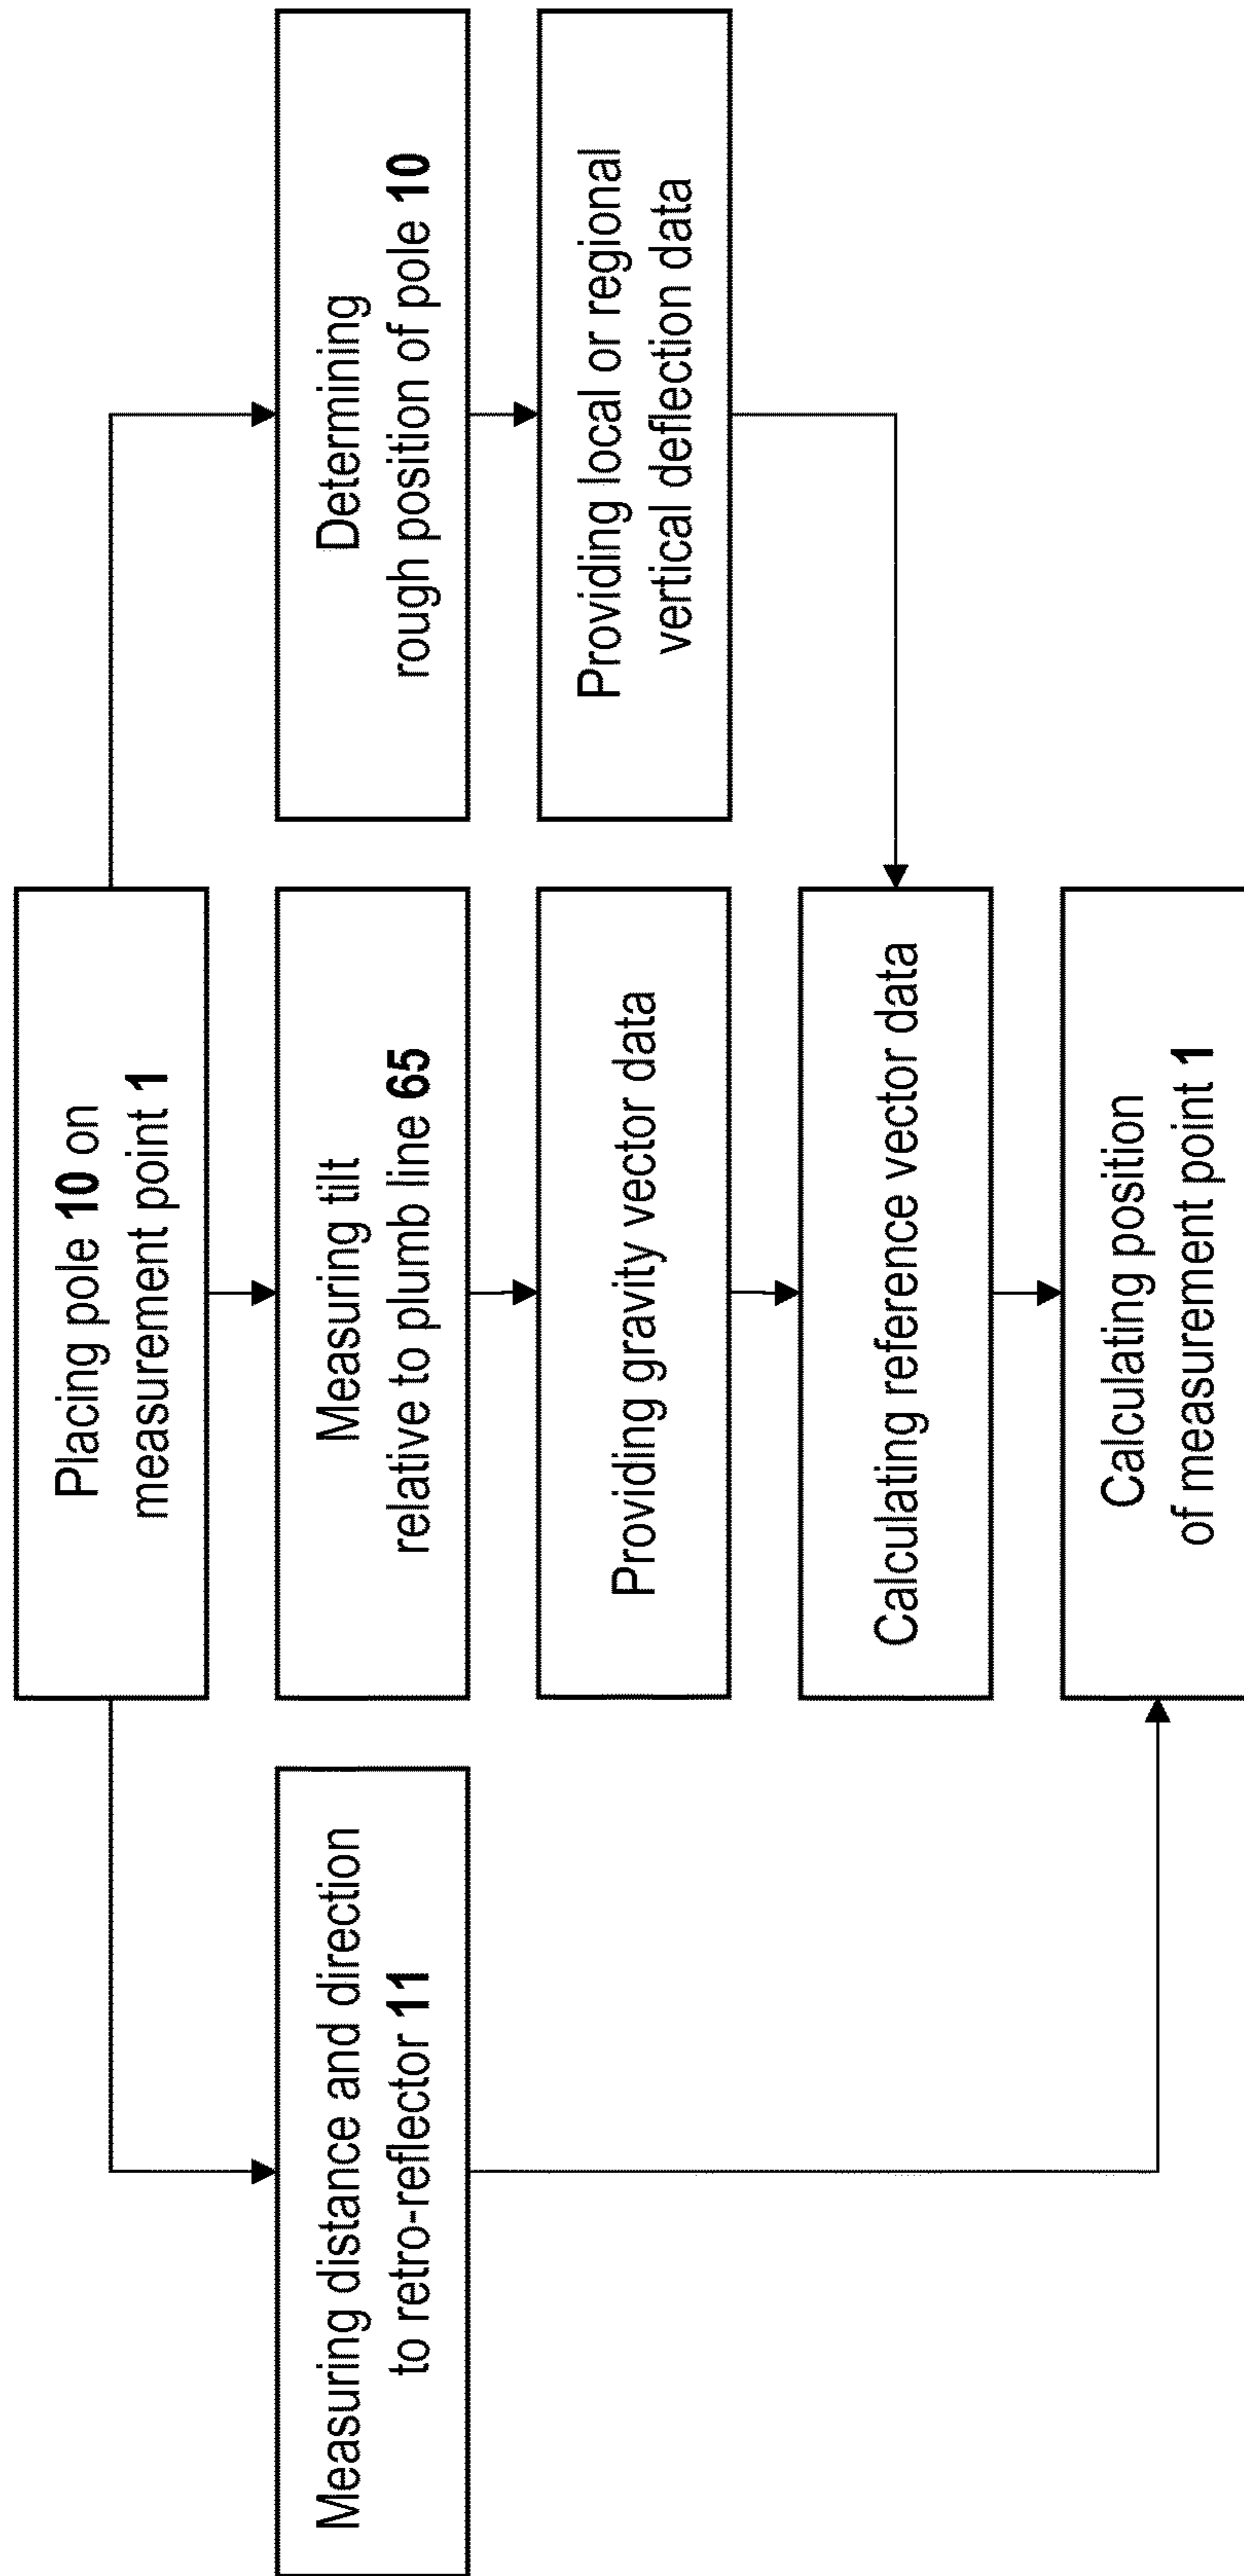 Placing pole 10 on
measurement point 1
Measuring distance and direction
to retro-reflector 11
Measuring tilt
relative to plumb line 65
Determining
rough position of pole 10
Providing gravity vector data
Providing local or regional
vertical deflection data
Calculating reference vector data
Calculating position
of measurement point 1